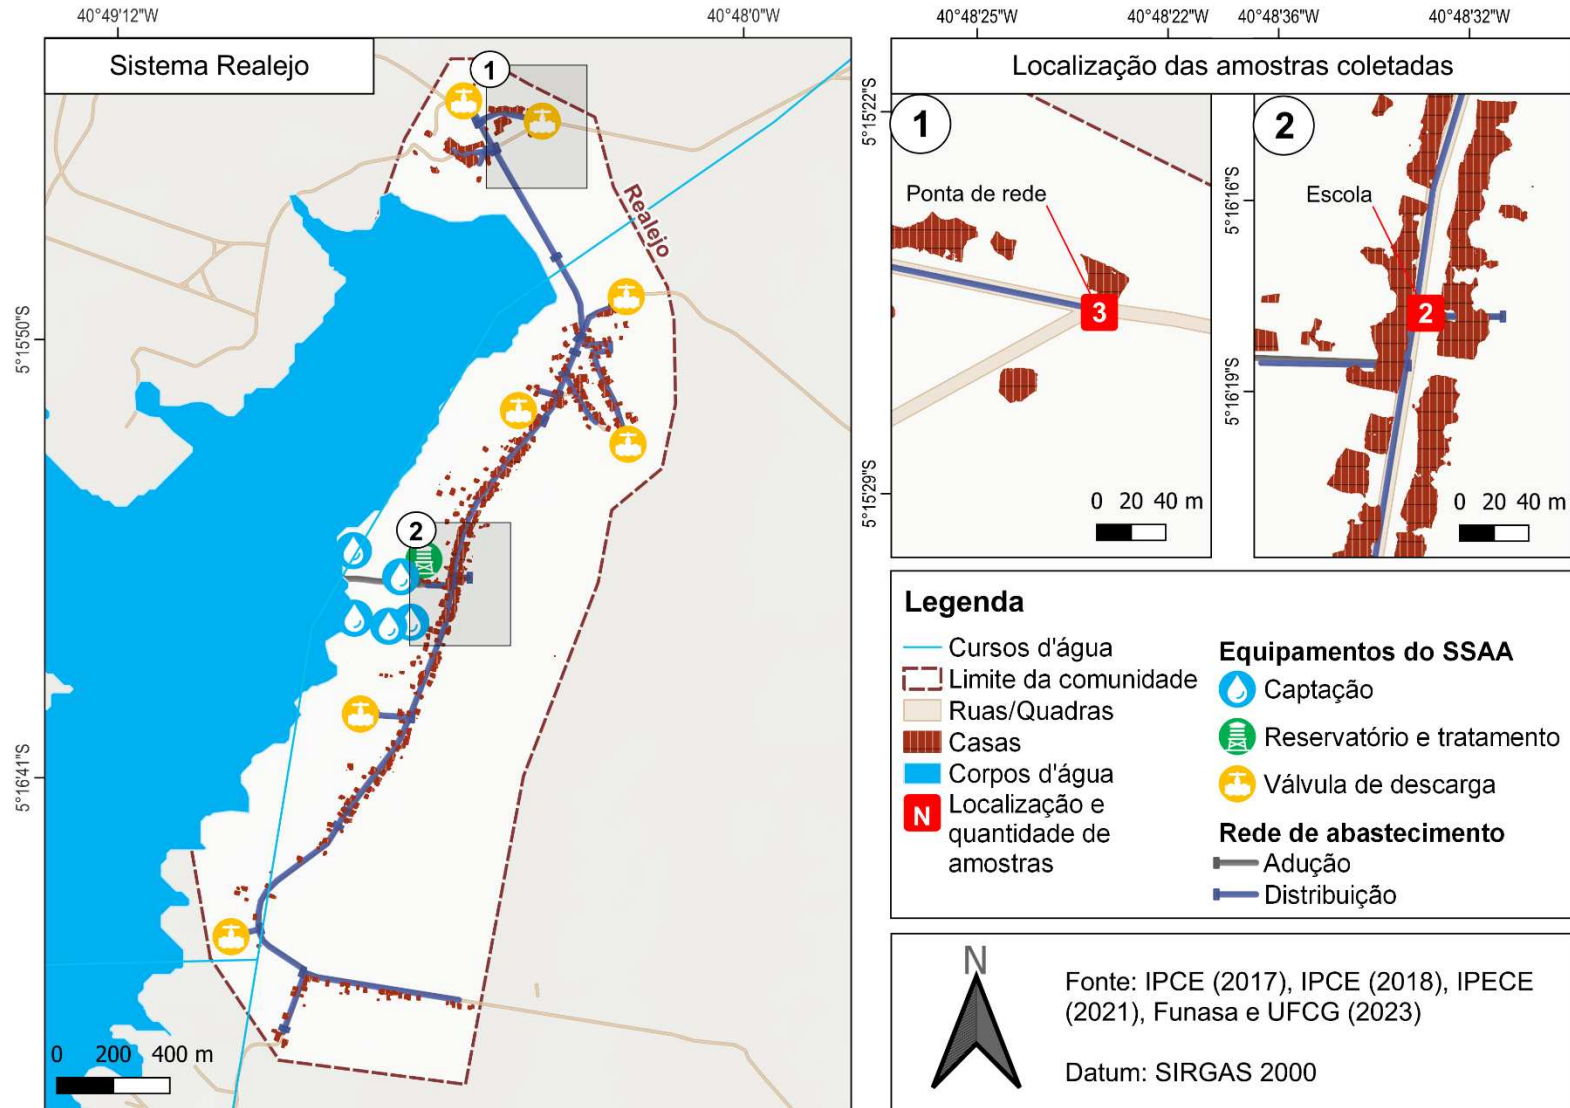 40°49'12"W
40°48'0"W
40°48'25"W
40°48'22"W
40°48'36"W
40°48'32"W
Sistema Realejo
Localização das amostras coletadas
1
Realejo
2
5°15'50"S
5°16'41"S
0 200 400 m
5°15'22"S
5°15'29"S
1
Ponta de rede
3
0 20 40 m
5°16'16"S
5°16'19"S
2
Escola
2
0 20 40 m
Legenda
Cursos d'água
Limite da comunidade
Ruas/Quadras
Casas
Corpos d'água
N
Localização e
quantidade de
amostras
Equipamentos do SSAA
Captação
Reservatório e tratamento
Válvula de descarga
Rede de abastecimento
Adução
Distribuição
N
Fonte: IPCE (2017), IPCE (2018), IPECE
(2021), Funasa e UFCG (2023)
Datum: SIRGAS 2000